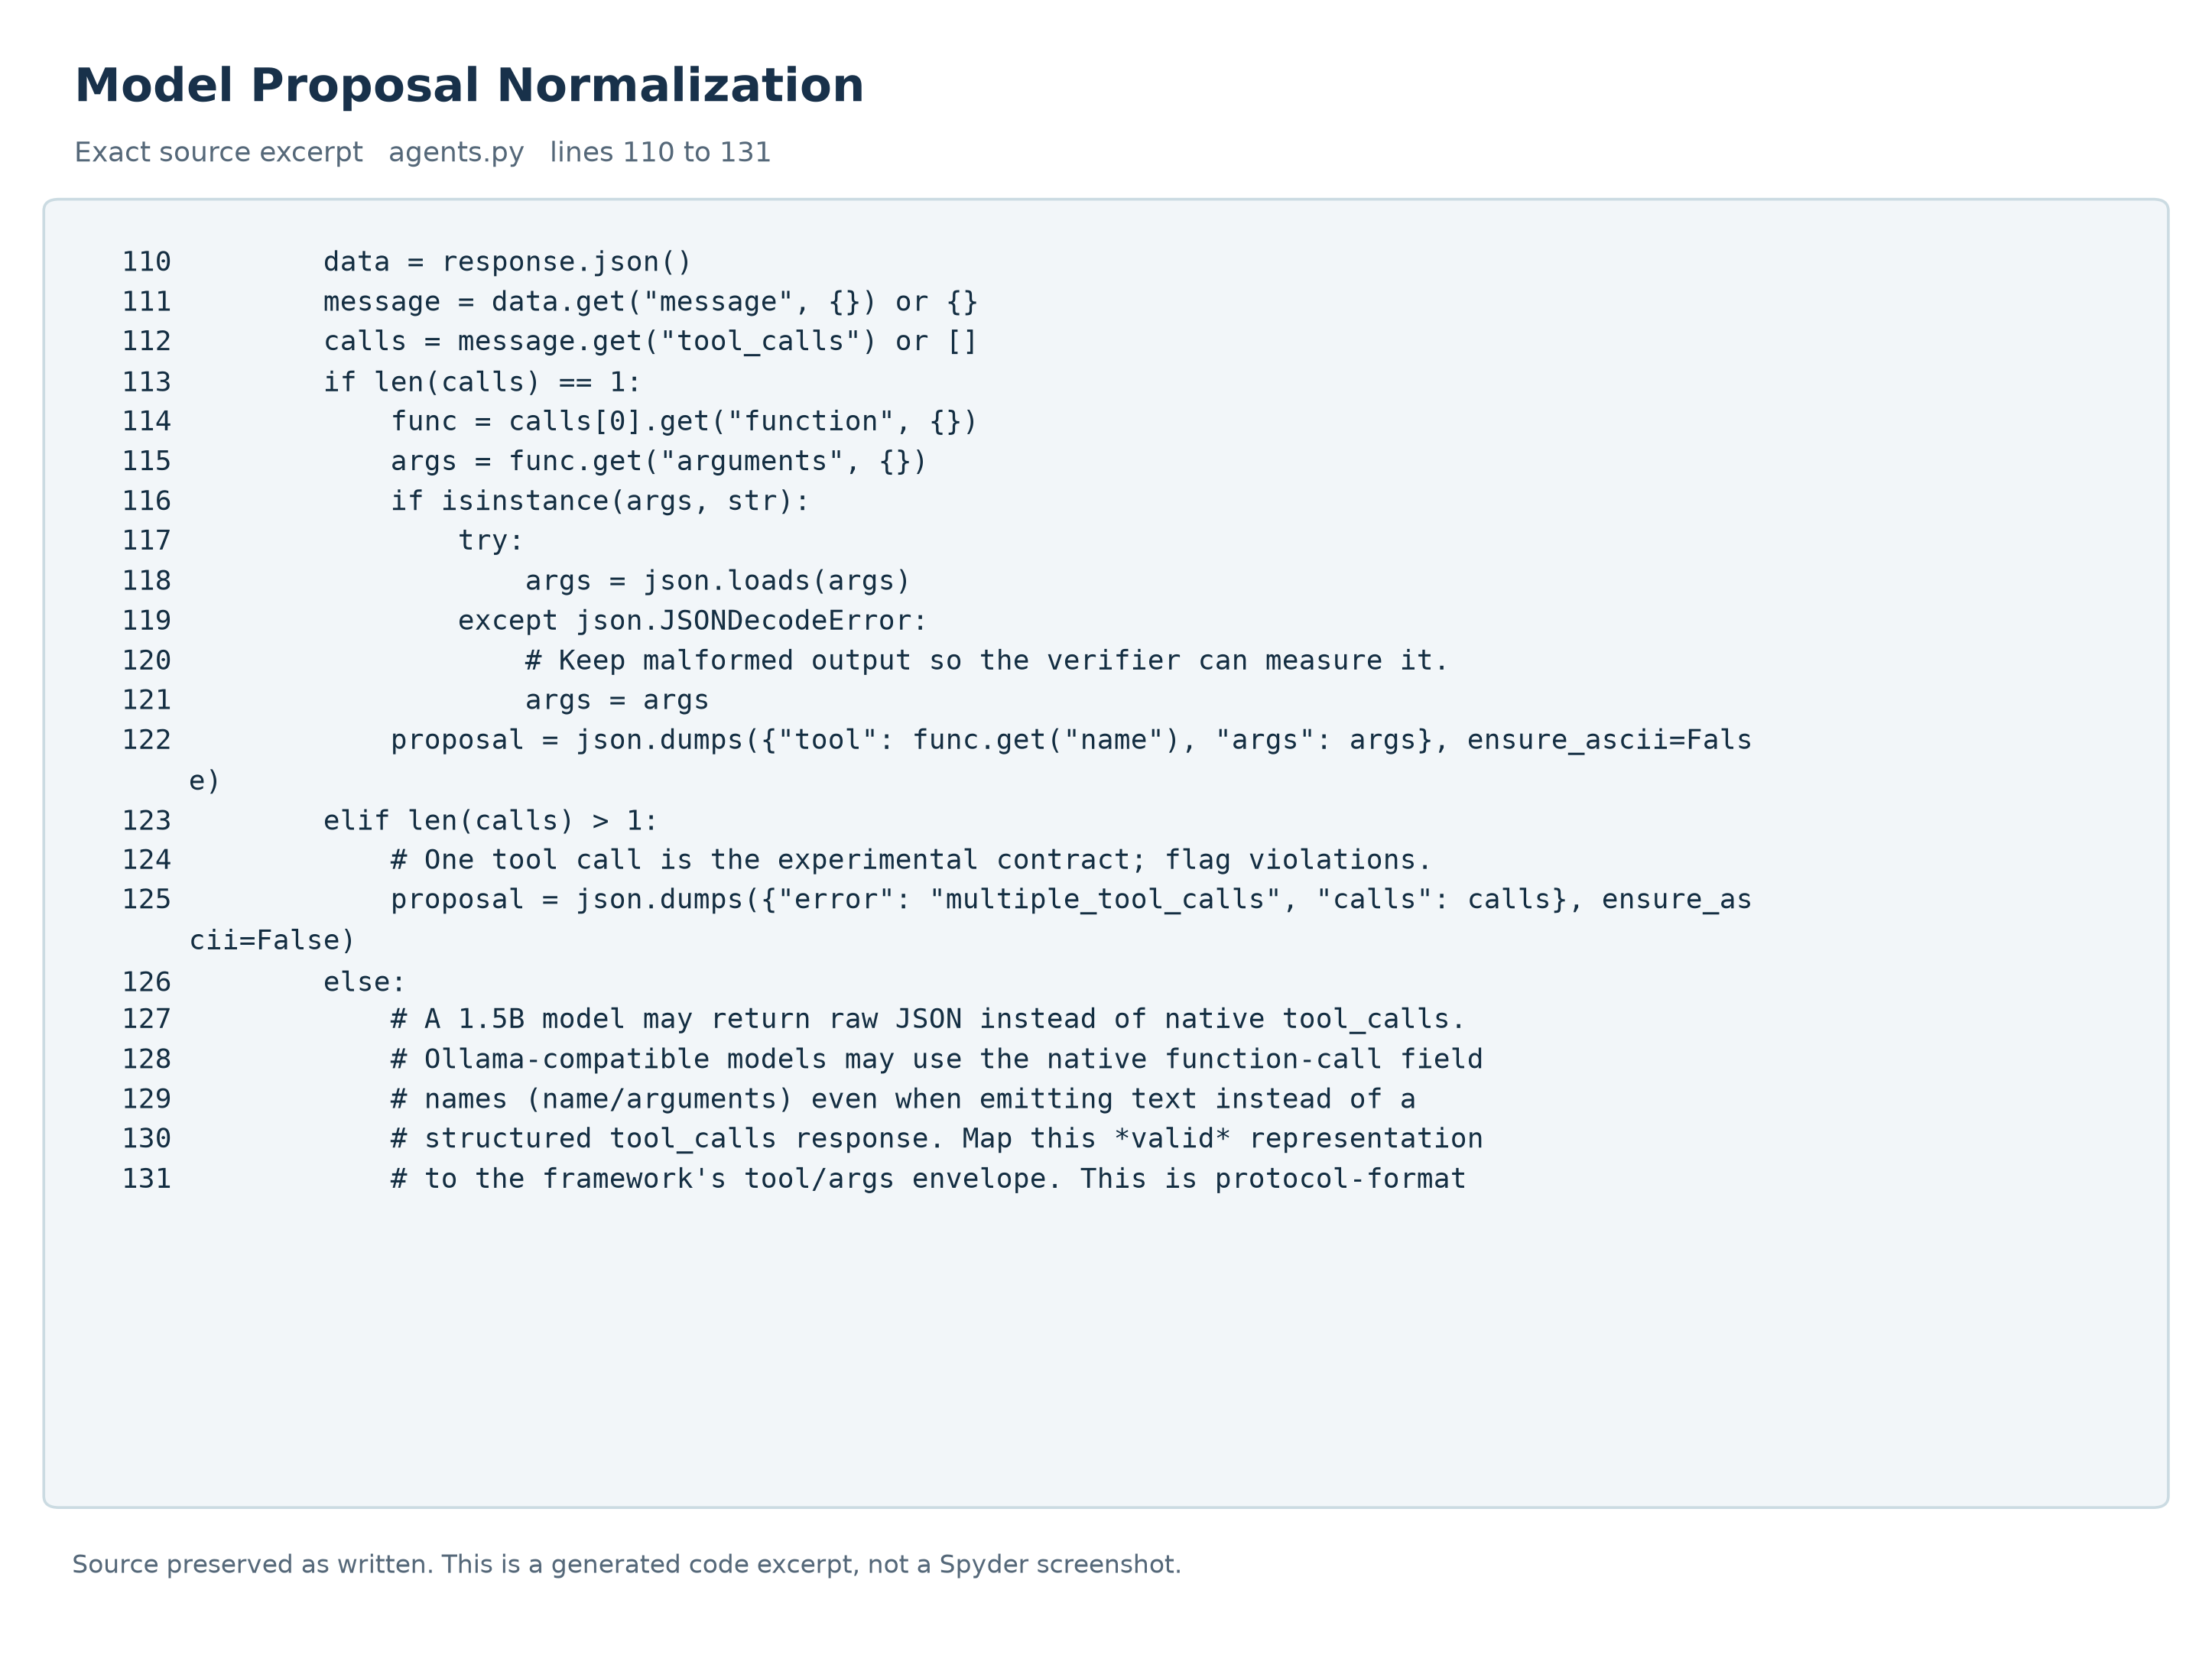 Model Proposal Normalization
Exact source excerpt   agents.py   lines 110 to 131
110         data = response.json()
111         message = data.get("message", {}) or {}
112         calls = message.get("tool_calls") or []
113         if len(calls) == 1:
114             func = calls[0].get("function", {})
115             args = func.get("arguments", {})
116             if isinstance(args, str):
117                 try:
118                     args = json.loads(args)
119                 except json.JSONDecodeError:
120                     # Keep malformed output so the verifier can measure it.
121                     args = args
122             proposal = json.dumps({"tool": func.get("name"), "args": args}, ensure_ascii=Fals
    e)
123         elif len(calls) > 1:
124             # One tool call is the experimental contract; flag violations.
125             proposal = json.dumps({"error": "multiple_tool_calls", "calls": calls}, ensure_as
    cii=False)
126         else:
127             # A 1.5B model may return raw JSON instead of native tool_calls.
128             # Ollama-compatible models may use the native function-call field
129             # names (name/arguments) even when emitting text instead of a
130             # structured tool_calls response. Map this *valid* representation
131             # to the framework's tool/args envelope. This is protocol-format
Source preserved as written. This is a generated code excerpt, not a Spyder screenshot.